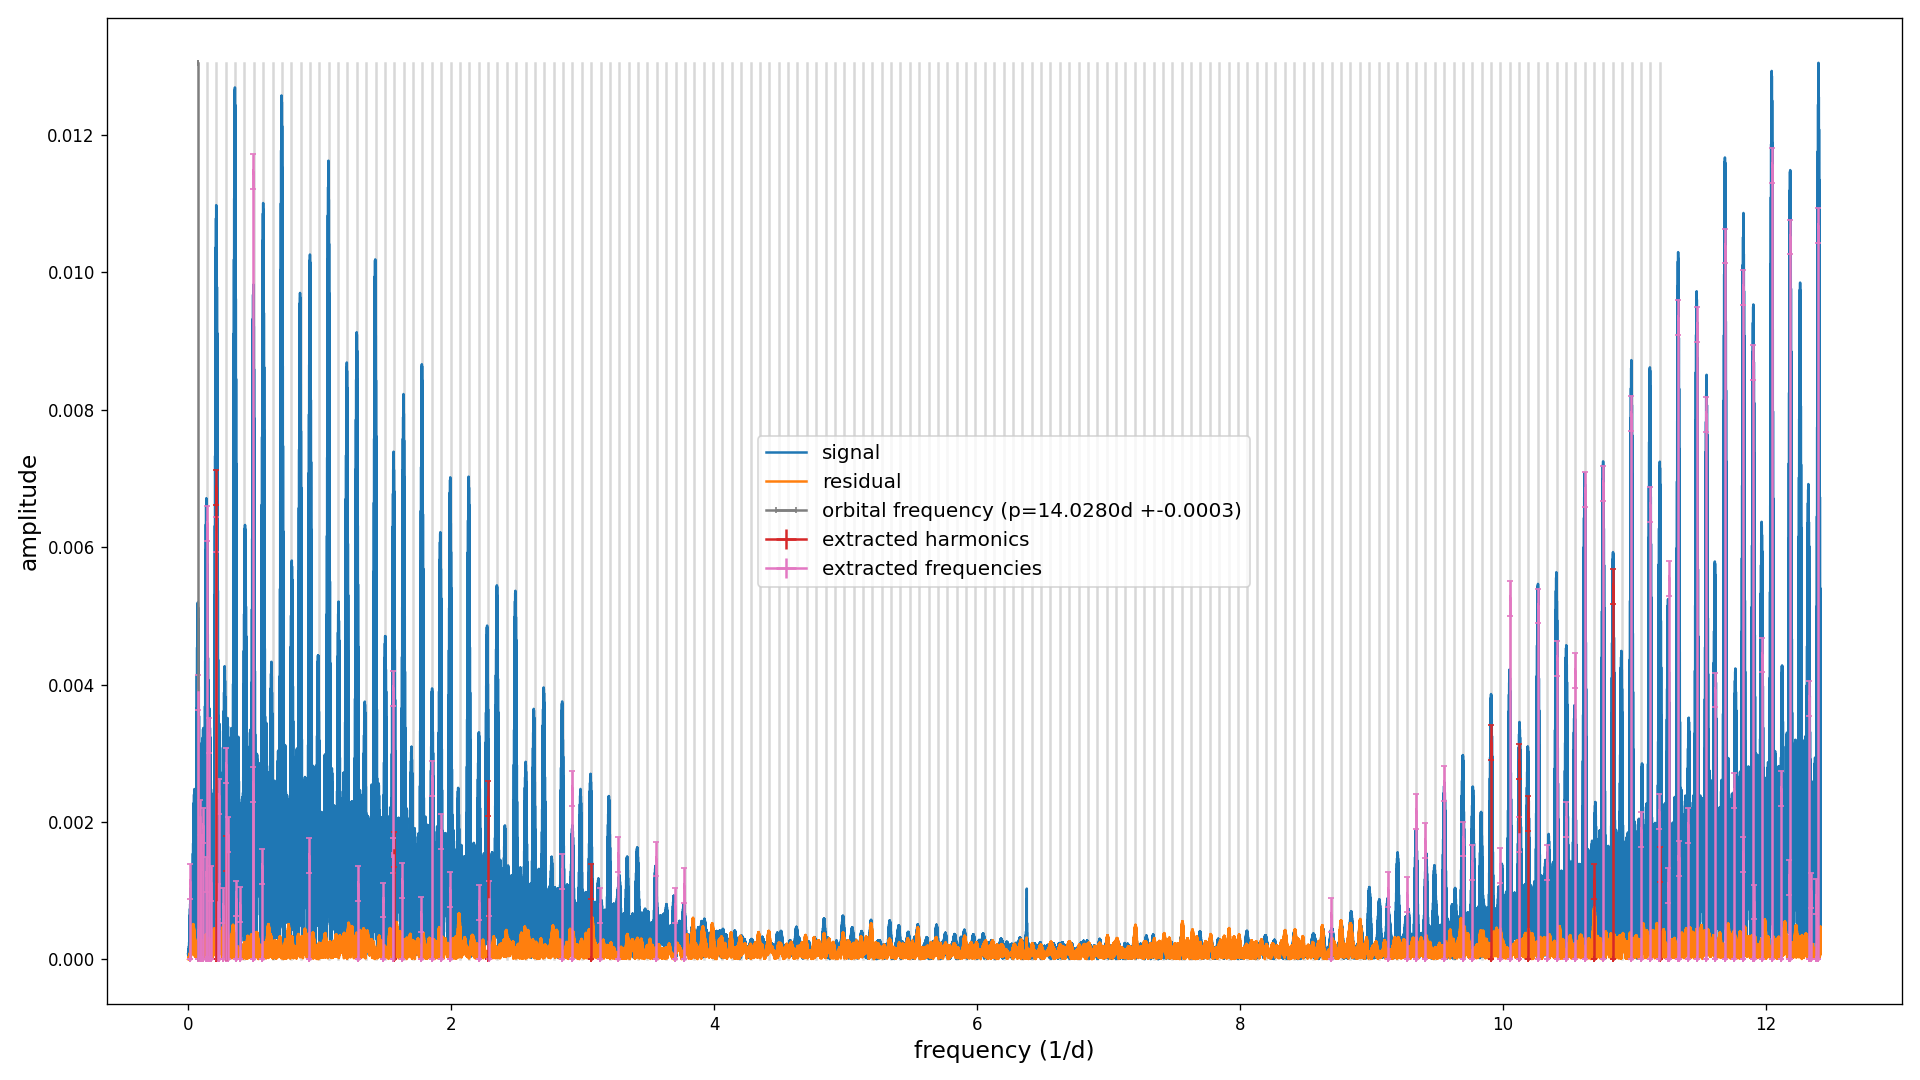 0.012
0.010
0.008
0.006
0.004
0.002
0.000
amplitude
signal
residual
orbital frequency (p=14.0280d +-0.0003)
extracted harmonics
extracted frequencies
0 2 4 6 8 10 12
frequency (1/d)